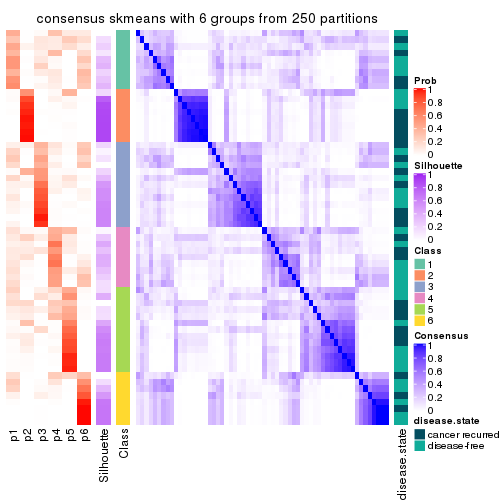 consensus skmeans with 6 groups from 250 partitions
Prob
1
0.8
0.6
0.4
0.2
0
Silhouette
1
0.8
0.6
0.4
0.2
0
Class
1
2
3
4
5
6
Consensus
1
0.8
0.6
0.4
0.2
0
disease.state
cancer recurred
disease-free
p1
p2
p3
p4
p5
p6
Silhouette
Class
disease.state